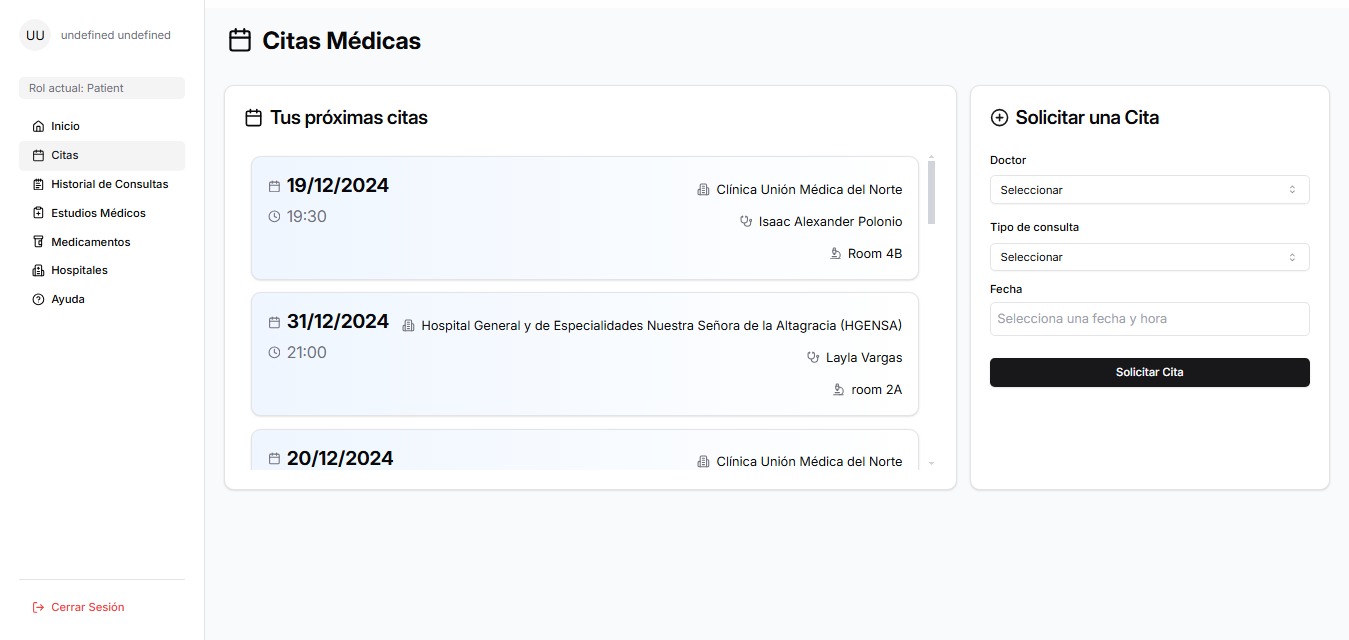 UU undefined undefined
Rol actual: Patient
Inicio
Citas
Historial de Consultas
Estudios Médicos
Medicamentos
Hospitales
Ayuda
Cerrar Sesión
Citas Médicas
Tus próximas citas
19/12/2024
19:30
Clínica Unión Médica del Norte
Isaac Alexander Polonio
Room 4B
31/12/2024
21:00
Hospital General y de Especialidades Nuestra Señora de la Altagracia (HGENSA)
Layla Vargas
room 2A
20/12/2024
Clínica Unión Médica del Norte
Solicitar una Cita
Doctor
Seleccionar
Tipo de consulta
Seleccionar
Fecha
Selecciona una fecha y hora
Solicitar Cita